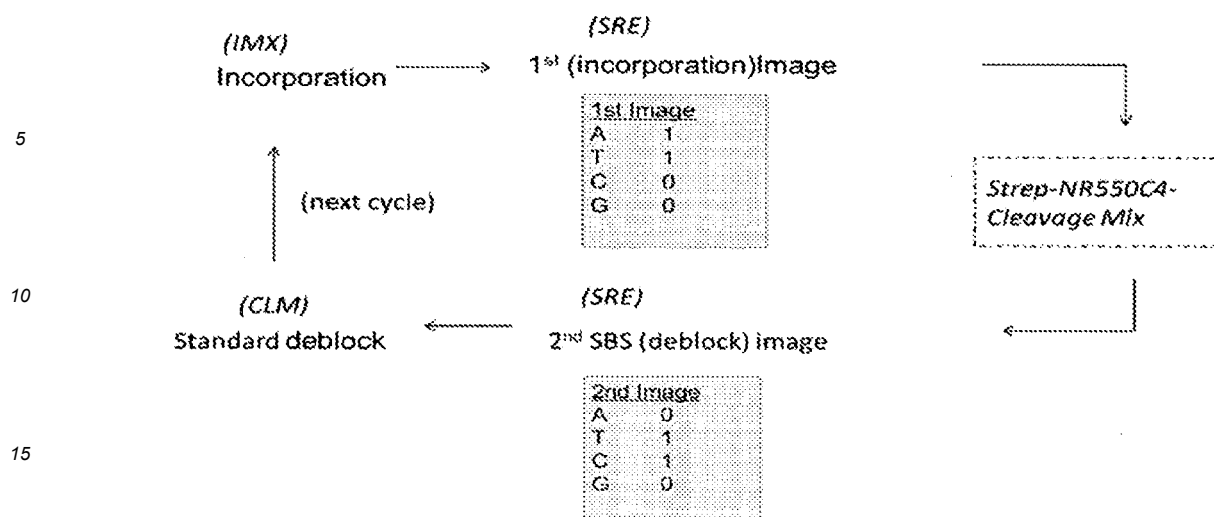 (IMX)
Incorporation
(SRE)
1st (incorporation)Image
1st Image
A 1
T 1
C 0
G 0
5
(next cycle)
Strep-NR550C4-
Cleavage Mix
10
(CLM)
Standard deblock
(SRE)
2nd SBS (deblock) image
2nd Image
A 0
T 1
C 1
G 0
15